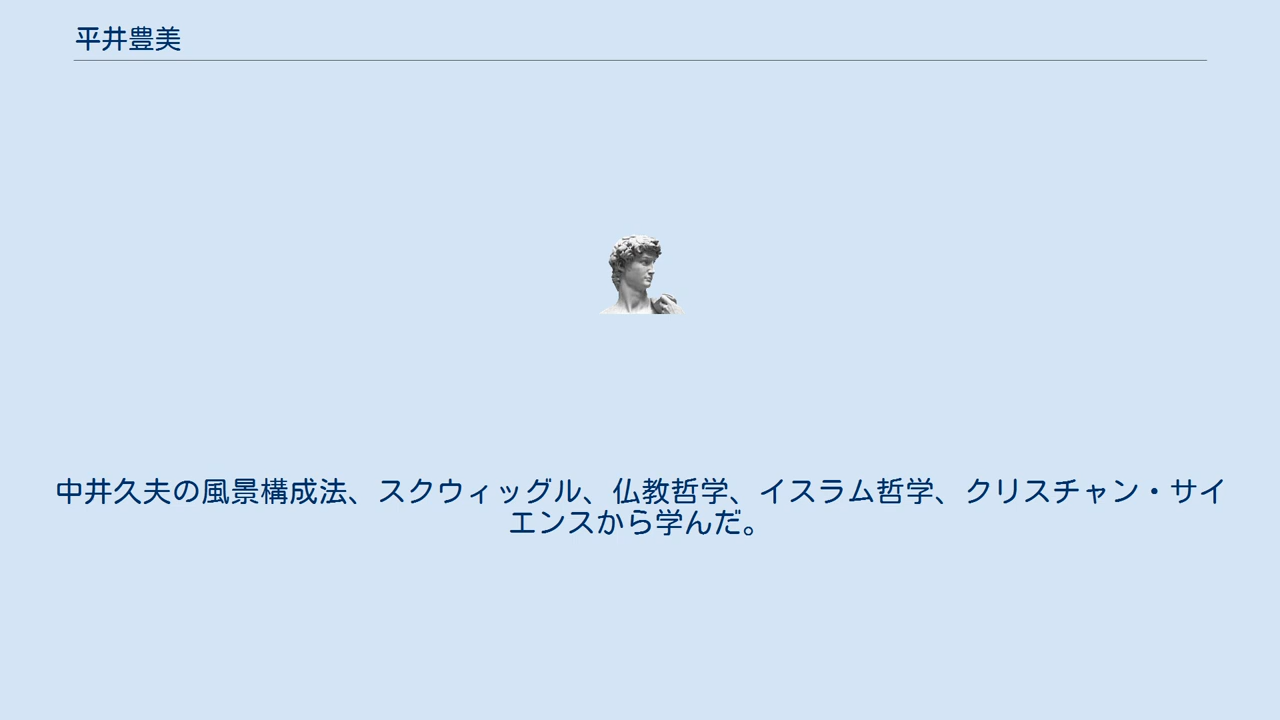 平井豊美
中井久夫の風景構成法、スクウィッグル、仏教哲学、イスラム哲学、クリスチャン・サイ
エンスから学んだ。